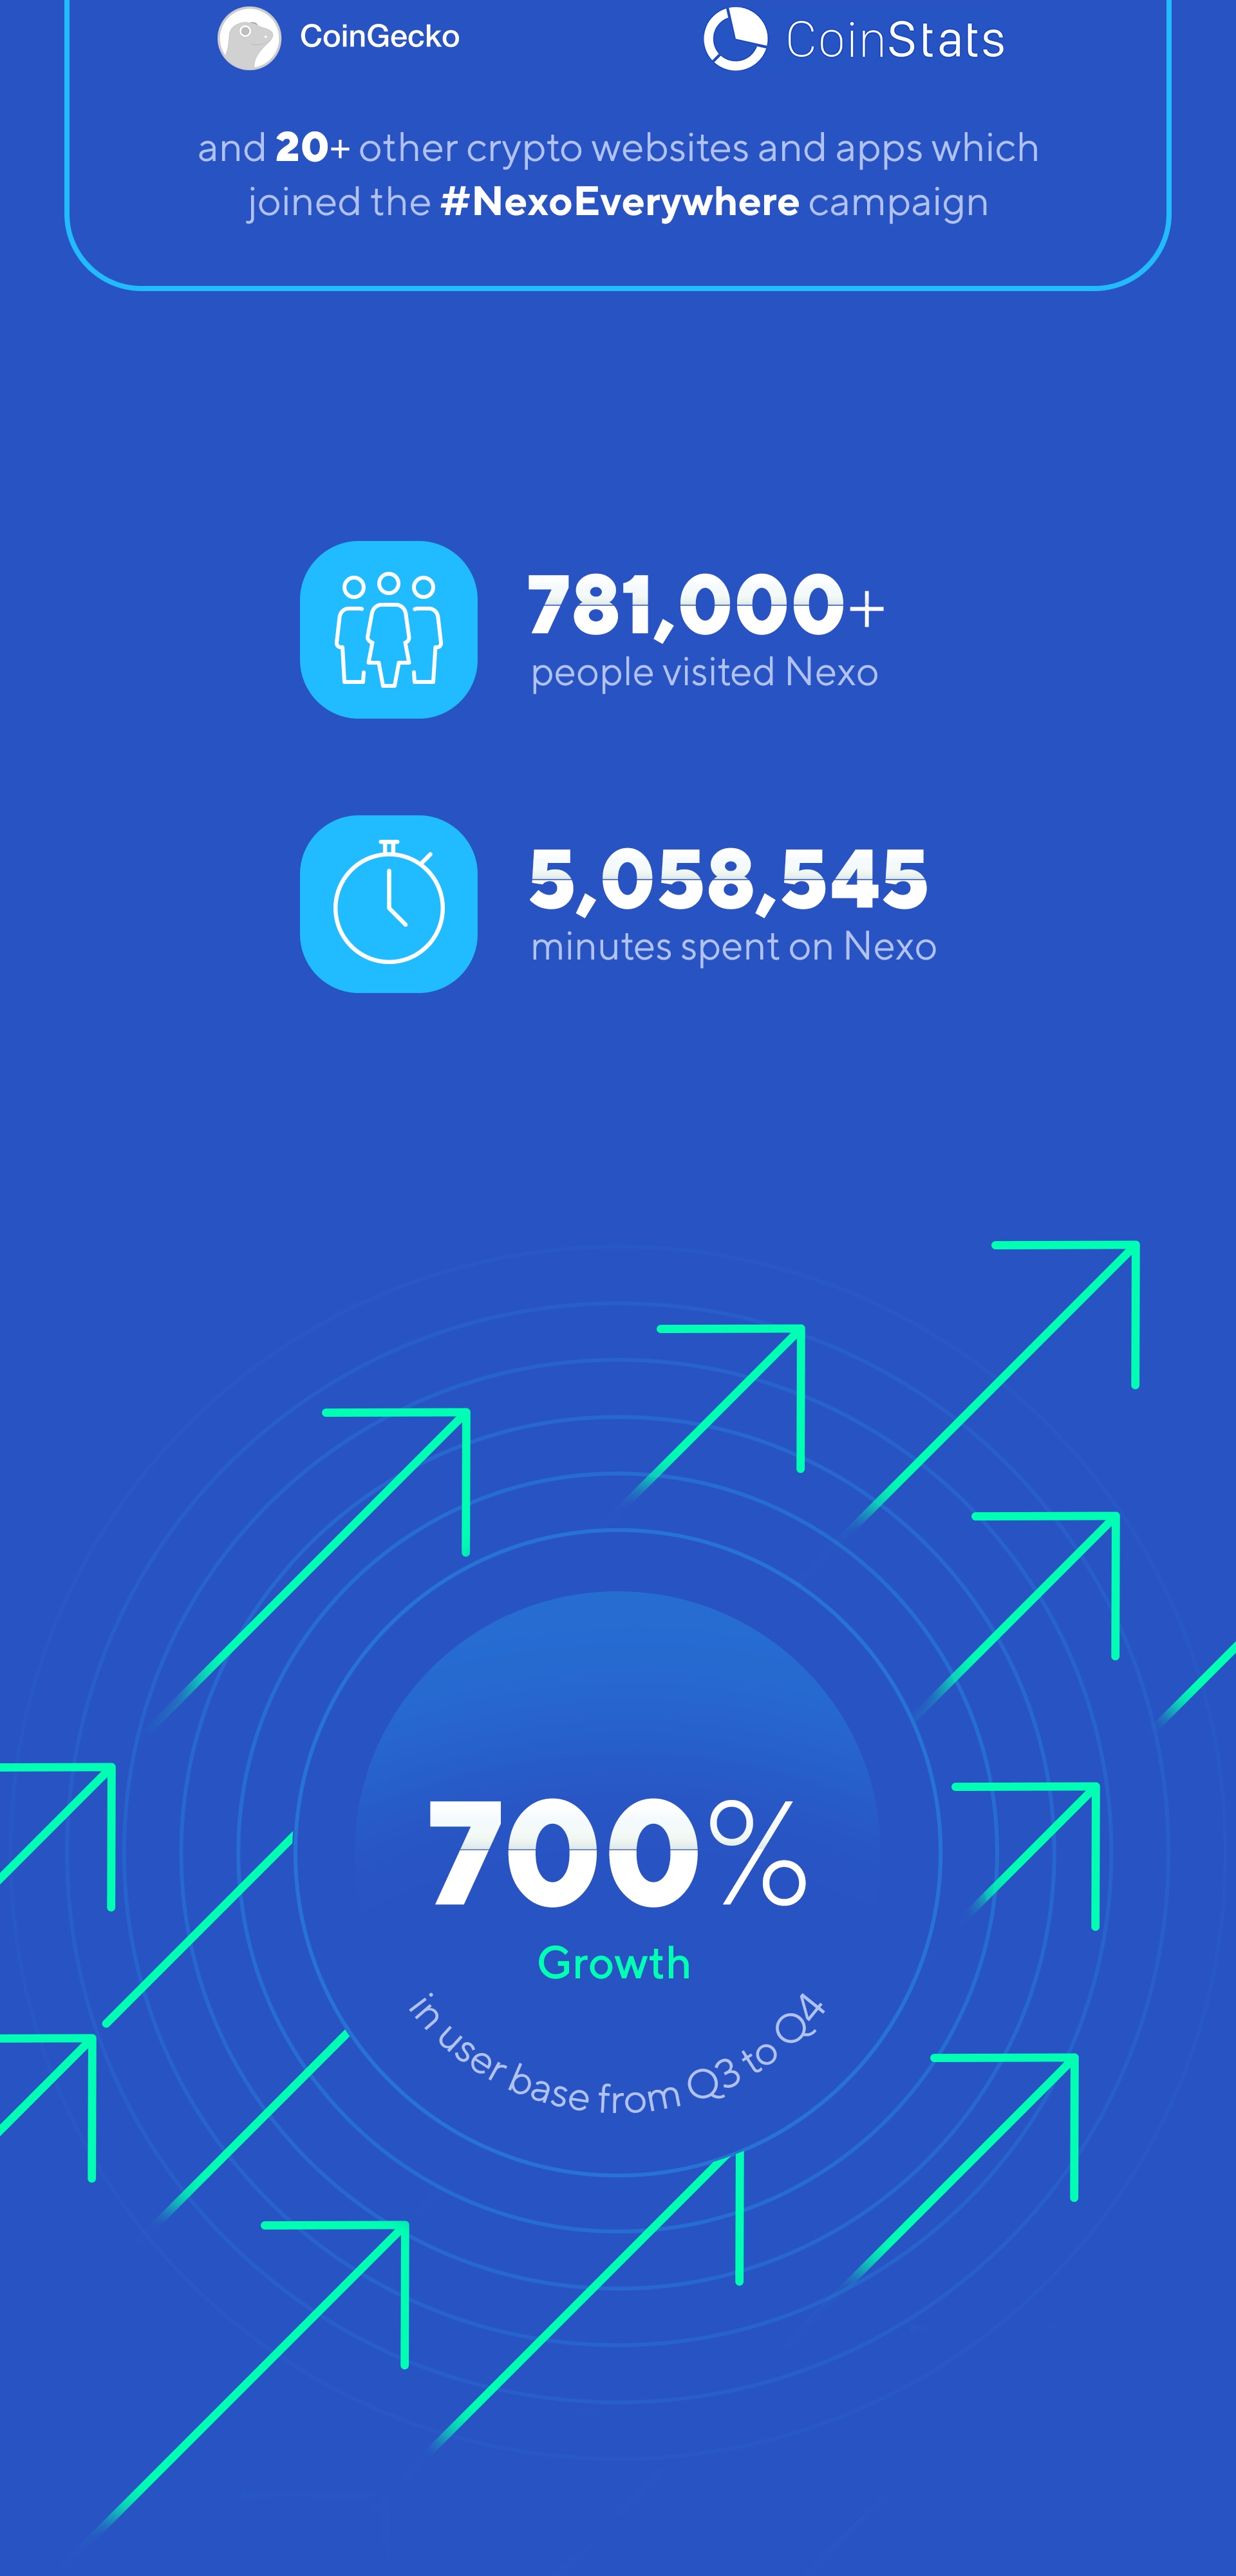 CoinGecko
CoinStats
and 20+ other crypto websites and apps which
joined the #NexoEverywhere campaign
781,000+
people visited Nexo
5,058,545
minutes spent on Nexo
700%
Growth
in user base from Q3 to Q4